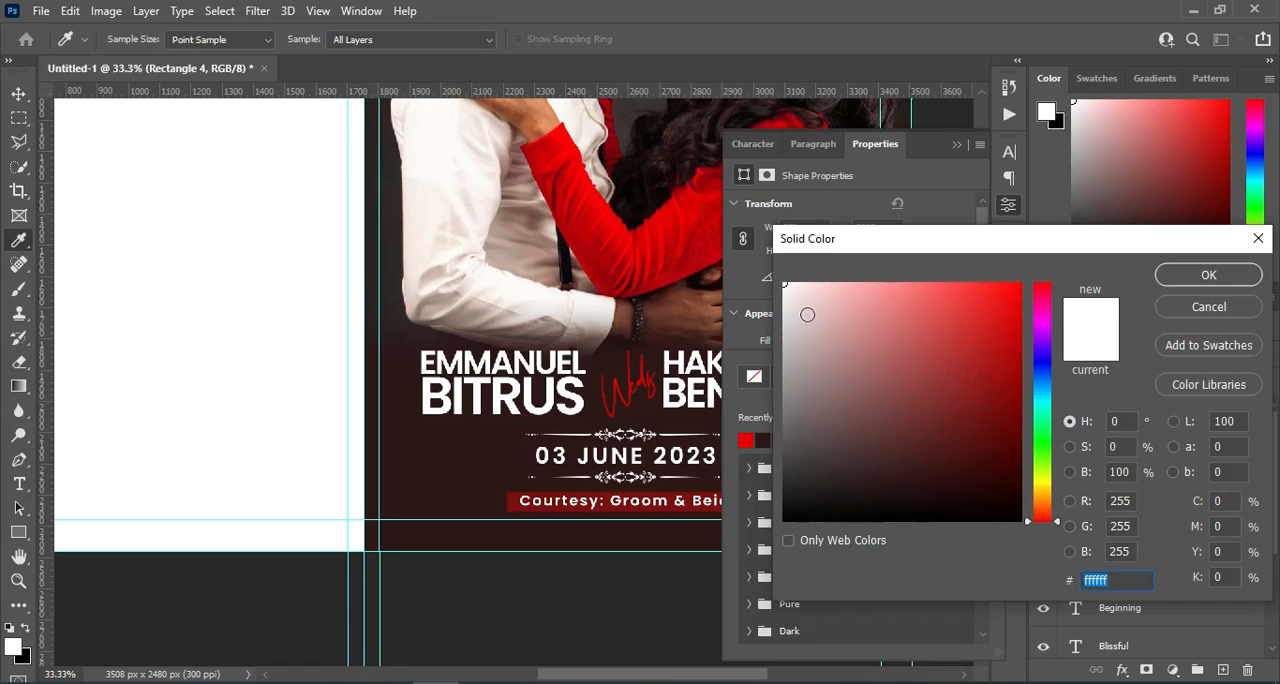 Ps File Edit Image Layer Type Select Filter 3D View Window Help
Sample Size: Point Sample Sample: All Layers Show Sampling Ring
Untitled-1 @ 33.3% (Rectangle 4, RGB/8) * ×
800 900 1000 1100 1200 1300 1400 1500 1600 1700 1800 1900 2000 2100 2200 2300 2400 2500 2600 2700 2800 2900 3000 3100 3200 3300 3400 3500 3600
Color Swatches Gradients Patterns
Character Paragraph Properties
Shape Properties
Transform
Solid Color
OK
new
Cancel
Add to Swatches
current
Color Libraries
Appea
Fill
Recently
H: 0 ° L: 100
S: 0 % a: 0
B: 100 % b: 0
R: 255 C: 0 %
G: 255 M: 0 %
B: 255 Y: 0 %
# ffffff K: 0 %
Only Web Colors
Pure
Dark
EMMANUEL
BITRUS
Weds
HAK
BEN
03 JUNE 2023
Courtesy; Groom & Beid
Beginning
Blissful
33.33% 3508 px x 2480 px (300 ppi)
fx